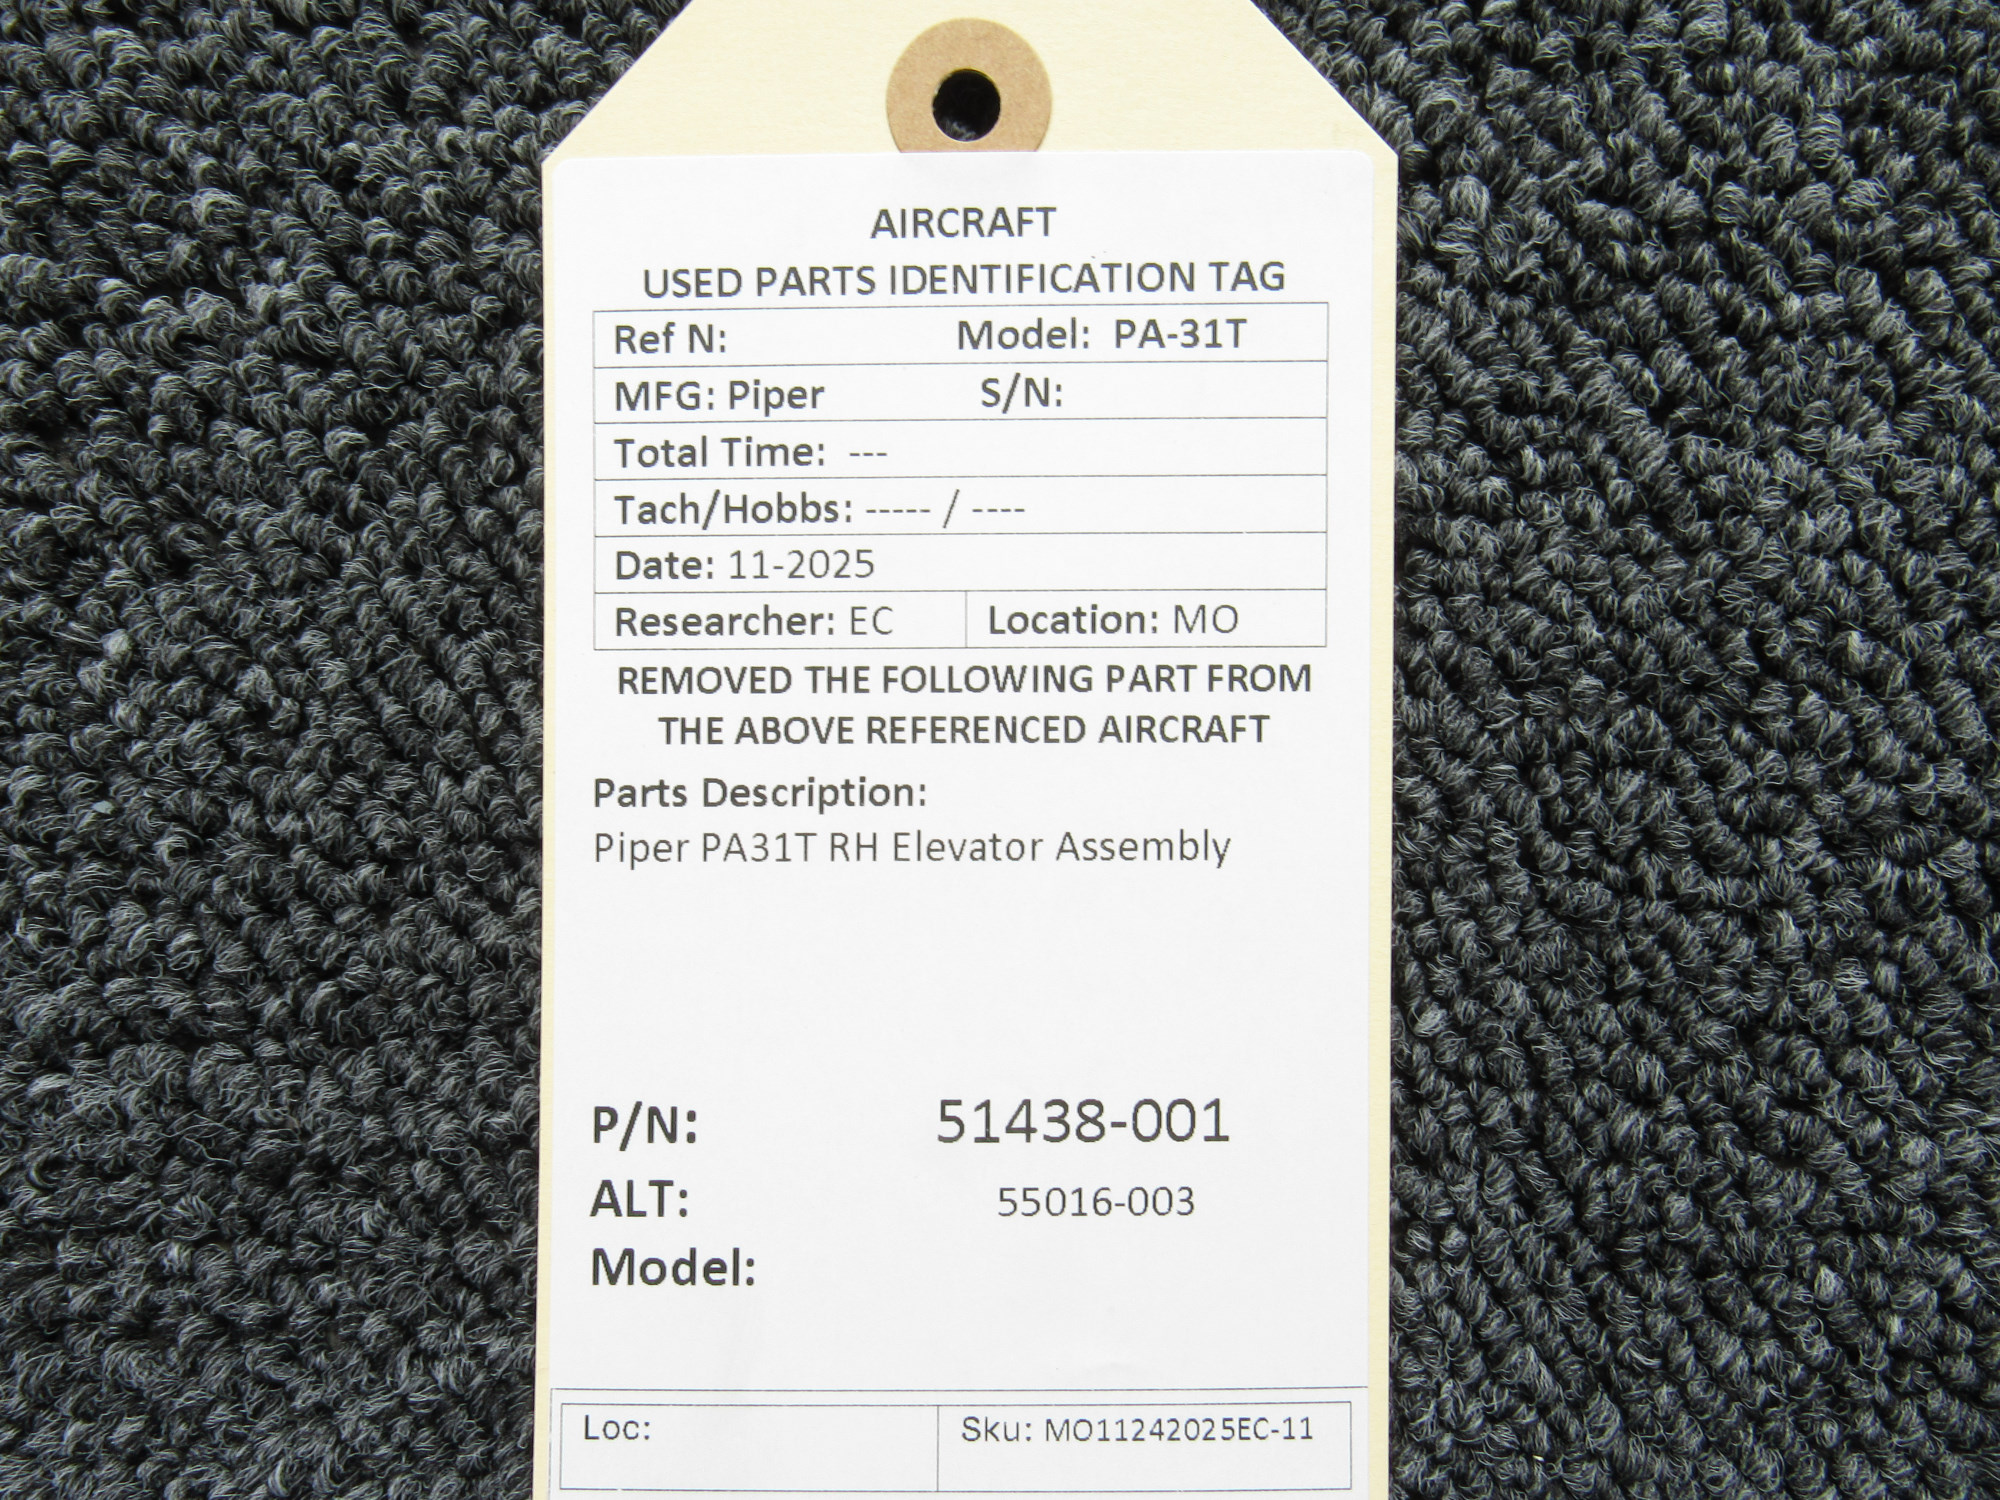 AIRCRAFT
USED PARTS IDENTIFICATION TAG
Ref N: Model: PA-31T
MFG: Piper S/N:
Total Time: ---
Tach/Hobbs: ----- / ----
Date: 11-2025
Researcher: EC Location: MO
REMOVED THE FOLLOWING PART FROM
THE ABOVE REFERENCED AIRCRAFT
Parts Description:
Piper PA31T RH Elevator Assembly
P/N: 51438-001
ALT: 55016-003
Model:
Loc: Sku: MO11242025EC-11